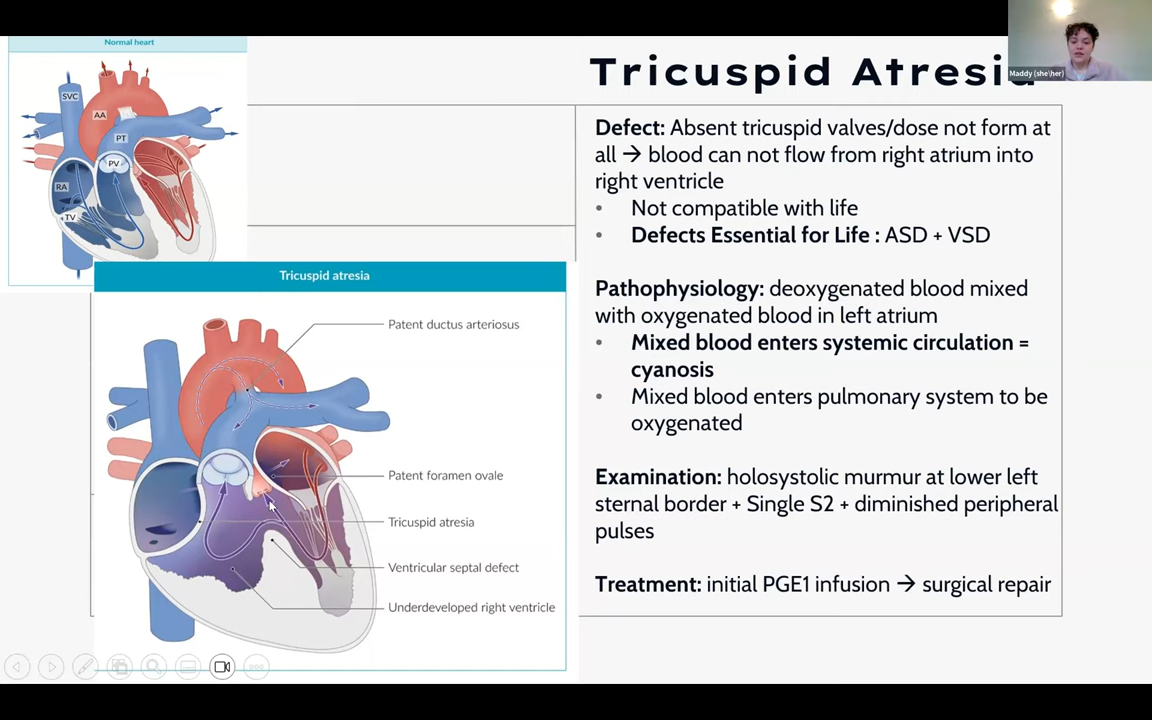 Normal heart
SVC
AA
PT
PV
RA
TV
Tricuspid atresia
Patent ductus arteriosus
Patent foramen ovale
Tricuspid atresia
Ventricular septal defect
Underdeveloped right ventricle
Tricuspid Atresia
Maddy (she\her)
Defect: Absent tricuspid valves/dose not form at
all → blood can not flow from right atrium into
right ventricle
• Not compatible with life
• Defects Essential for Life : ASD + VSD
Pathophysiology: deoxygenated blood mixed
with oxygenated blood in left atrium
• Mixed blood enters systemic circulation =
cyanosis
• Mixed blood enters pulmonary system to be
oxygenated
Examination: holosystolic murmur at lower left
sternal border + Single S2 + diminished peripheral
pulses
Treatment: initial PGE1 infusion → surgical repair